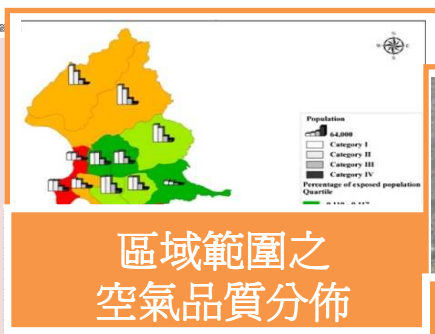 N
E
Population
64,000
Category I
Category II
Category III
Category IV
Percentage of exposed population
Quartile
區域範圍之
空氣品質分佈